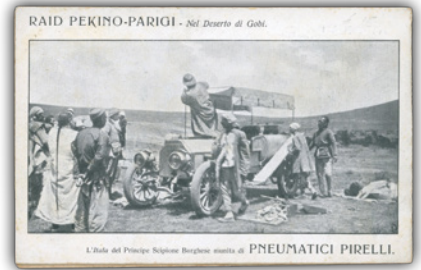 RAID PEKINO-PARIGI - Nel Deserto di Gobi.
L'Itala del Principe Scipione Borghese munita di PNEUMATICI PIRELLI.